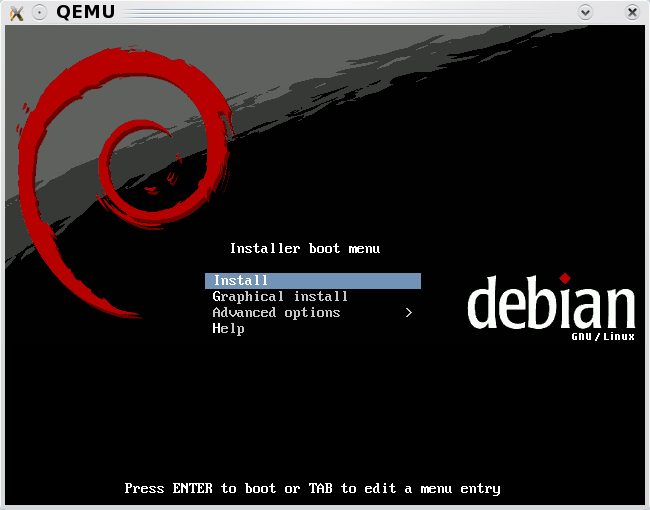 QEMU
Installer boot menu
Install
Graphical install
Advanced options >
Help
debian
GNU/Linux
Press ENTER to boot or TAB to edit a menu entry